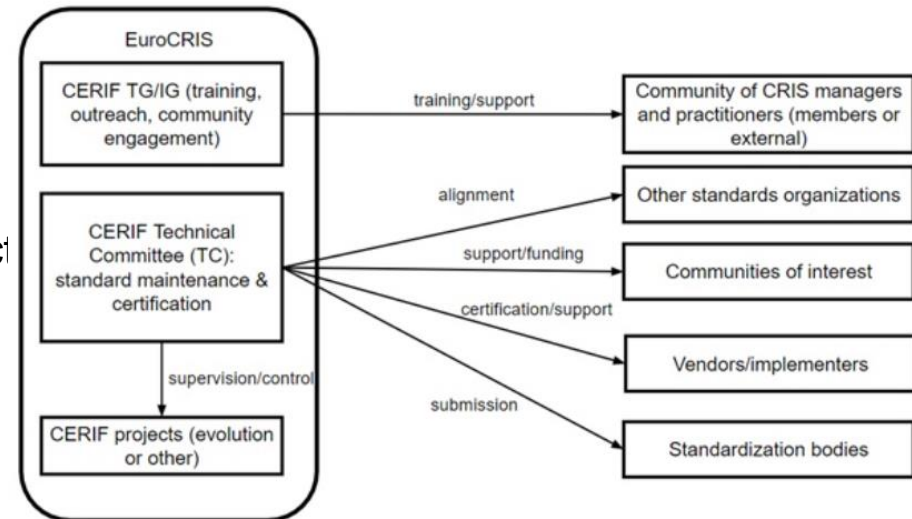 EuroCRIS
CERIF TG/IG (training,
outreach, community
engagement)
training/support
Community of CRIS managers
and practitioners (members or
external)
alignment
Other standards organizations
CERIF Technical
Committee (TC):
standard maintenance &
certification
support/funding
Communities of interest
certification/support
Vendors/implementers
supervision/control
submission
CERIF projects (evolution
or other)
Standardization bodies